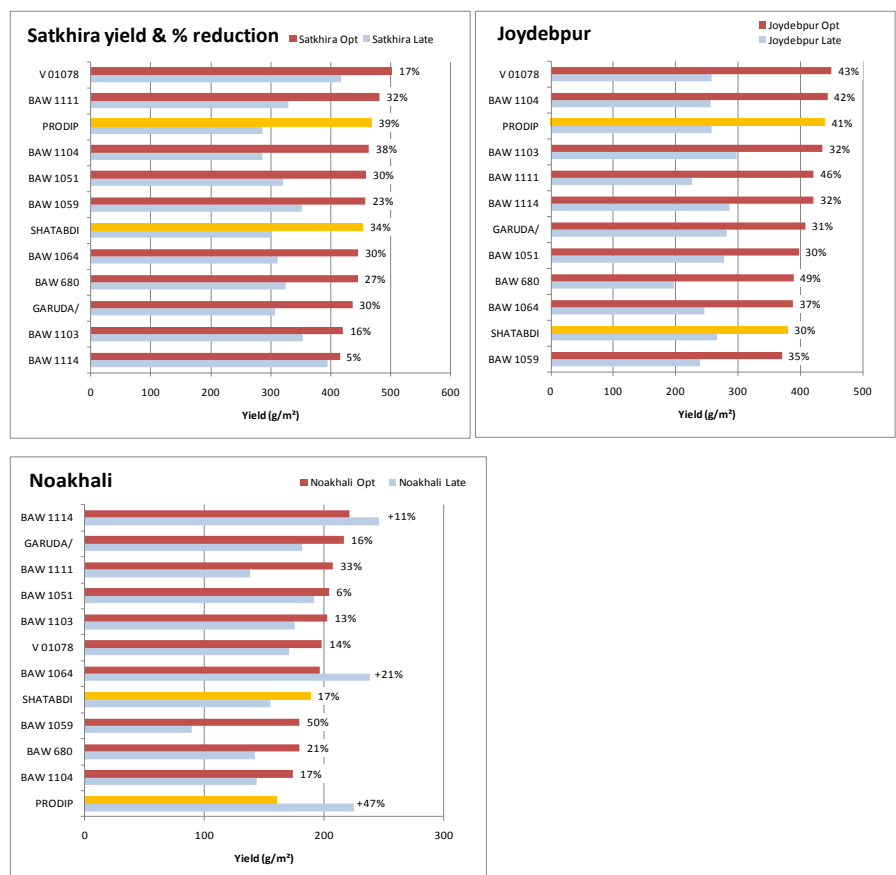 Satkhira yield & % reduction
Satkhira Opt Satkhira Late
V 01078 17%
BAW 1111 32%
PRODIP 39%
BAW 1104 38%
BAW 1051 30%
BAW 1059 23%
SHATABDI 34%
BAW 1064 30%
BAW 680 27%
GARUDA/ 30%
BAW 1103 16%
BAW 1114 5%
0 100 200 300 400 500 600
Yield (g/m²)
Joydebpur
Joydebpur Opt
Joydebpur Late
V 01078 43%
BAW 1104 42%
PRODIP 41%
BAW 1103 32%
BAW 1111 46%
BAW 1114 32%
GARUDA/ 31%
BAW 1051 30%
BAW 680 49%
BAW 1064 37%
SHATABDI 30%
BAW 1059 35%
0 100 200 300 400 500
Yield (g/m²)
Noakhali
Noakhali Opt Noakhali Late
BAW 1114 +11%
GARUDA/ 16%
BAW 1111 33%
BAW 1051 6%
BAW 1103 13%
V 01078 14%
BAW 1064 +21%
SHATABDI 17%
BAW 1059 50%
BAW 680 21%
BAW 1104 17%
PRODIP +47%
0 100 200 300
Yield (g/m²)